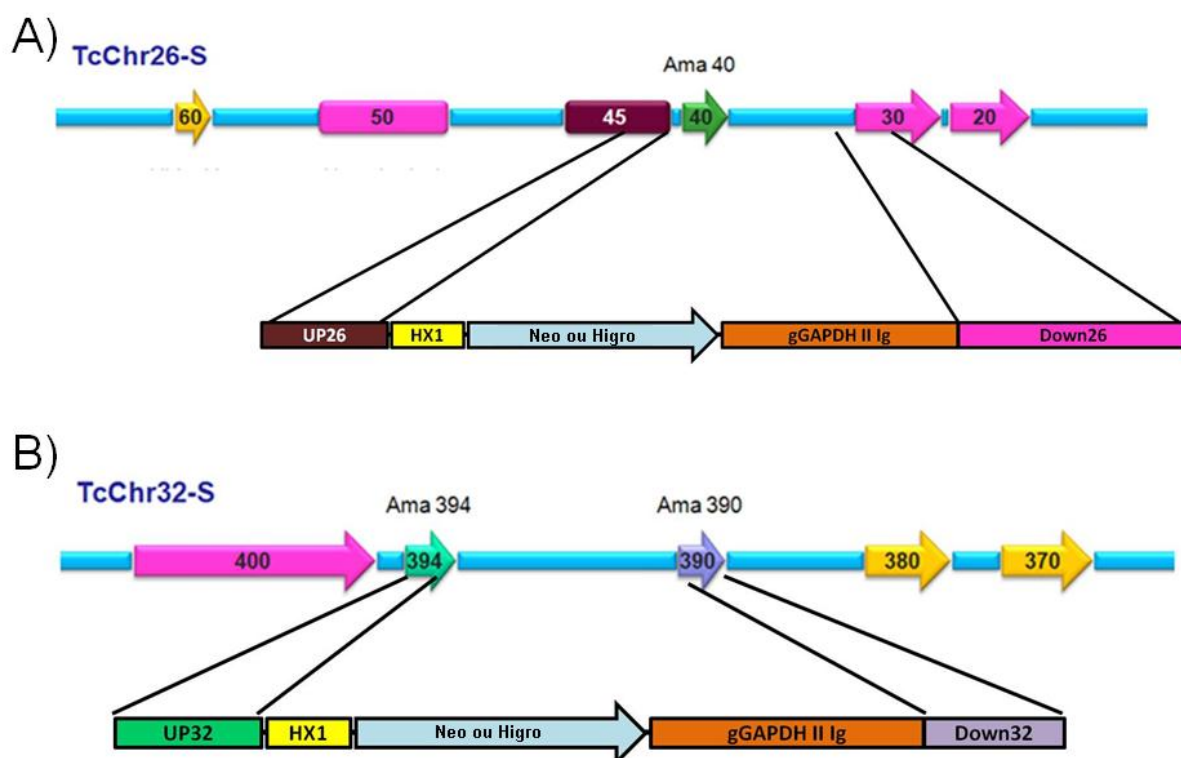 A)
TcChr26-S
Ama 40
60 50 45 40 30 20
UP26 HX1 Neo ou Higro gGAPDH II Ig Down26
B)
TcChr32-S
Ama 394 Ama 390
400 394 390 380 370
UP32 HX1 Neo ou Higro gGAPDH II Ig Down32